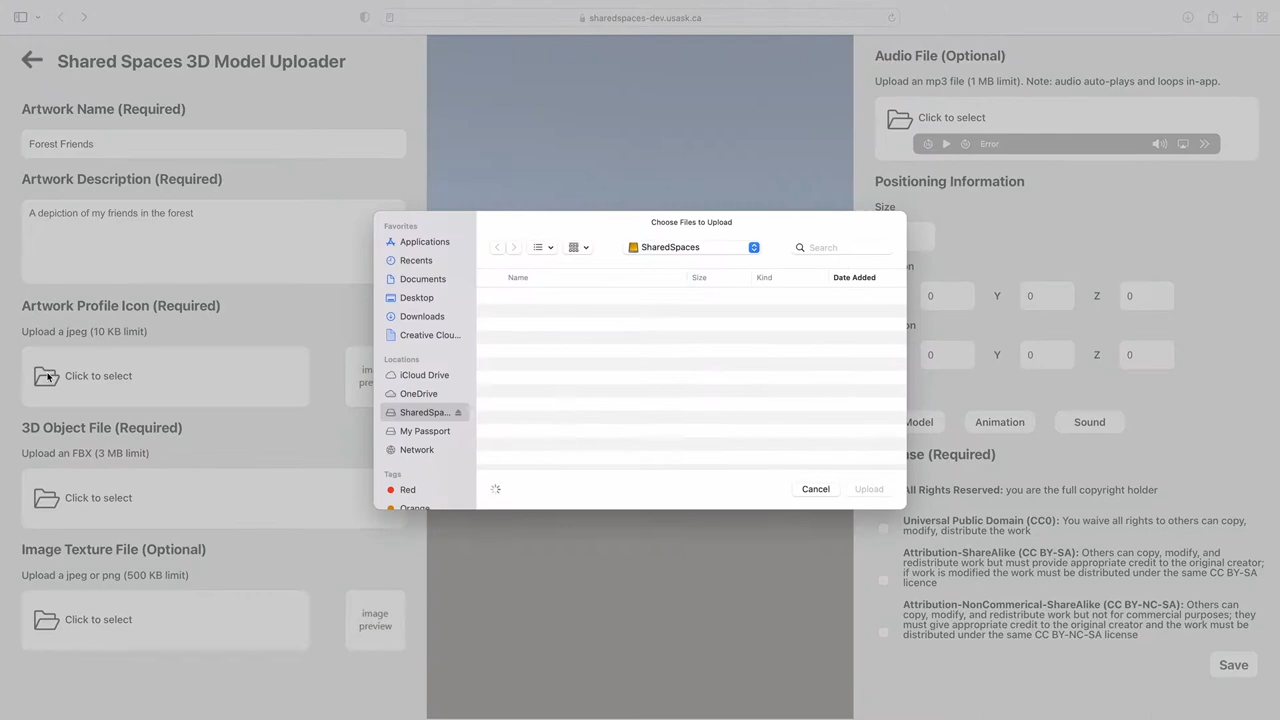 sharedspaces-dev.usask.ca
Shared Spaces 3D Model Uploader
Artwork Name (Required)
Forest Friends
Artwork Description (Required)
A depiction of my friends in the forest
Artwork Profile Icon (Required)
Upload a jpeg (10 KB limit)
Click to select
3D Object File (Required)
Upload an FBX (3 MB limit)
Click to select
Image Texture File (Optional)
Upload a jpeg or png (500 KB limit)
Click to select
image
preview
Choose Files to Upload
Favorites
Applications
Recents
Documents
Desktop
Downloads
Creative Clou...
Locations
iCloud Drive
OneDrive
SharedSpa...
My Passport
Network
Tags
Red
Orange
SharedSpaces
Search
Name Size Kind Date Added
Cancel Upload
Audio File (Optional)
Upload an mp3 file (1 MB limit). Note: audio auto-plays and loops in-app.
Click to select
Error
Positioning Information
Size
0 Y 0 Z 0
0 Y 0 Z 0
Animation Sound
(Required)
All Rights Reserved: you are the full copyright holder
Universal Public Domain (CC0): You waive all rights to others can copy,
modify, distribute the work
Attribution-ShareAlike (CC BY-SA): Others can copy, modify, and
redistribute work but must provide appropriate credit to the original creator;
if work is modified the work must be distributed under the same CC BY-SA
licence
Attribution-NonCommerical-ShareAlike (CC BY-NC-SA): Others can
copy, modify, and redistribute work but not for commercial purposes; they
must give appropriate credit to the original creator and the work must be
distributed under the same CC BY-NC-SA license
Save